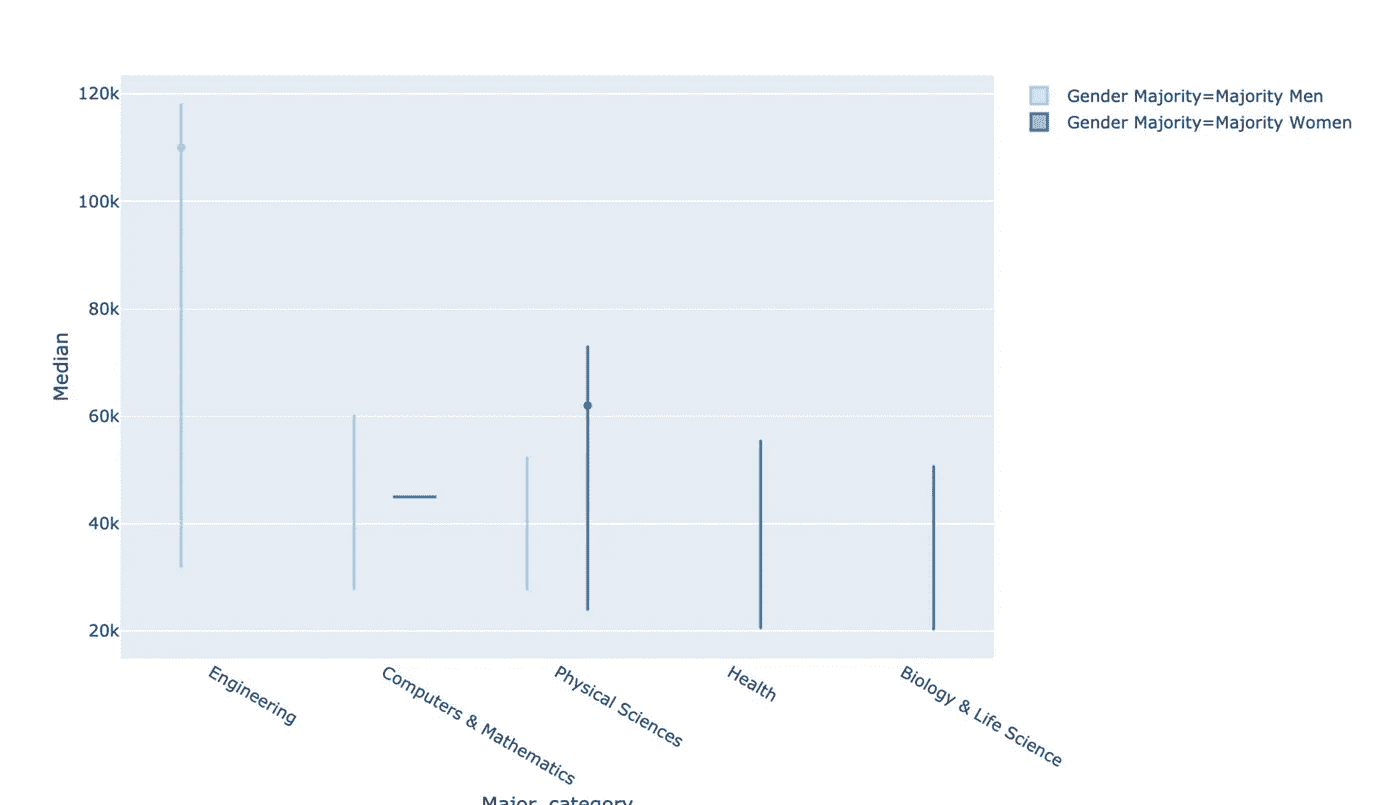 120k
100k
80k
60k
40k
20k
Median
Engineering
Computers & Mathematics
Physical Sciences
Health
Biology & Life Science
Major_category
Gender Majority=Majority Men
Gender Majority=Majority Women